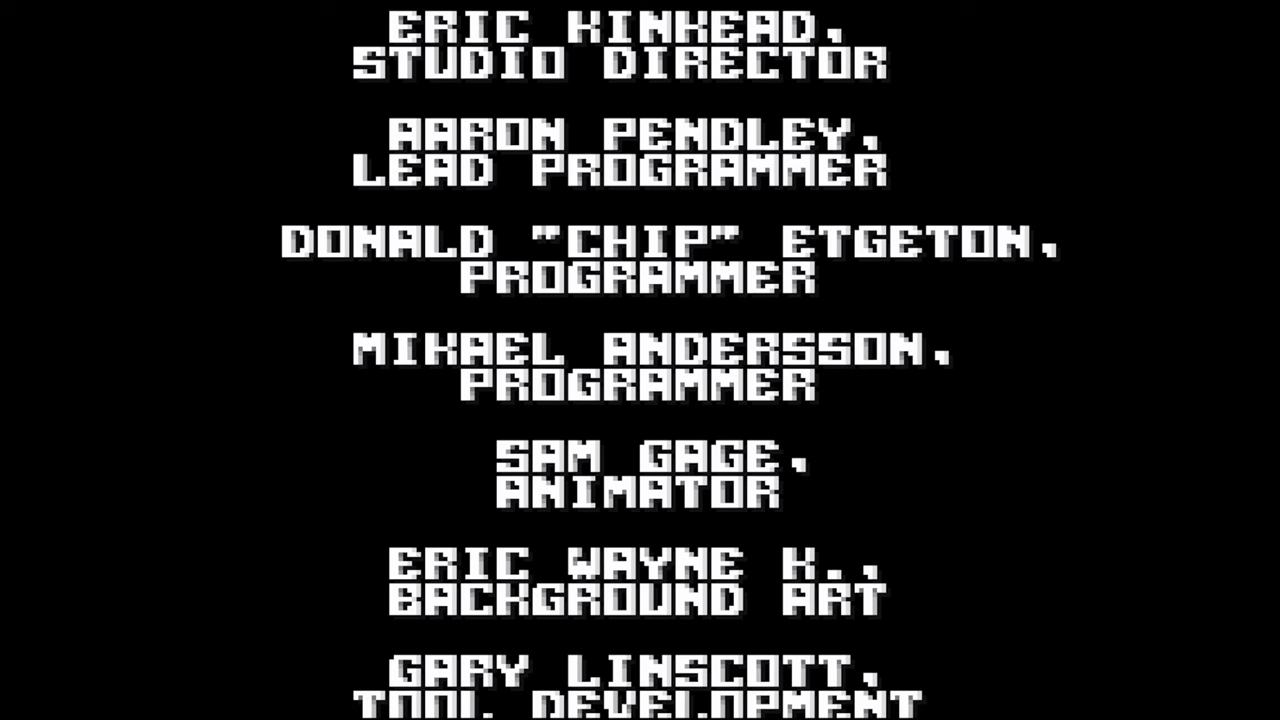 ERIC KINKEAD,
STUDIO DIRECTOR
AARON PENDLEY,
LEAD PROGRAMMER
DONALD "CHIP" ETGETON,
PROGRAMMER
MIKAEL ANDERSSON,
PROGRAMMER
SAM GAGE,
ANIMATOR
ERIC WAYNE K.,
BACKGROUND ART
GARY LINSCOTT,
TOOL DEVELOPMENT